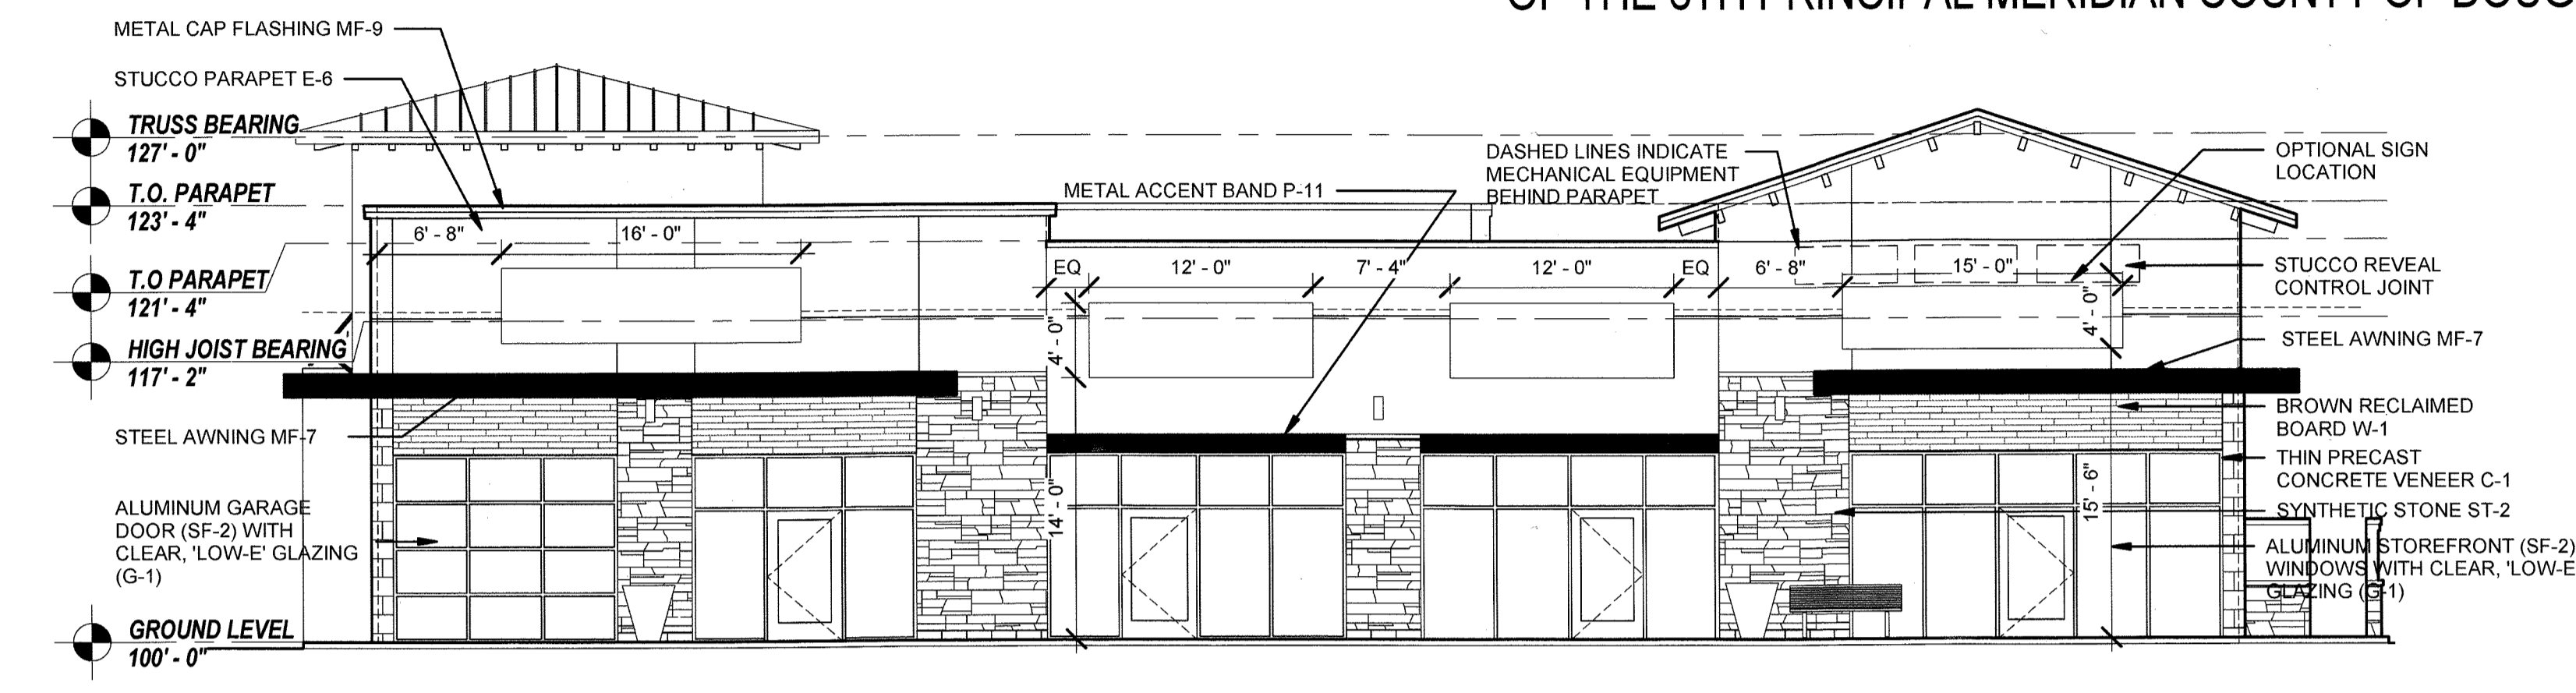 METAL CAP FLASHING MF-9
STUCCO PARAPET E-6
TRUSS BEARING
127' - 0"
T.O. PARAPET
123' - 4"
T.O PARAPET
121' - 4"
HIGH JOIST BEARING
117' - 2"
STEEL AWNING MF-7
ALUMINUM GARAGE
DOOR (SF-2) WITH
CLEAR, 'LOW-E' GLAZING
(G-1)
GROUND LEVEL
100' - 0"
6' - 8"
16' - 0"
METAL ACCENT BAND P-11
EQ
12' - 0"
7' - 4"
12' - 0"
EQ
6' - 8"
15' - 0"
4' - 0"
14' - 0"
4' - 0"
15' - 6"
DASHED LINES INDICATE
MECHANICAL EQUIPMENT
BEHIND PARAPET
OPTIONAL SIGN
LOCATION
STUCCO REVEAL
CONTROL JOINT
STEEL AWNING MF-7
BROWN RECLAIMED
BOARD W-1
THIN PRECAST
CONCRETE VENEER C-1
SYNTHETIC STONE ST-2
ALUMINUM STOREFRONT (SF-2)
WINDOWS WITH CLEAR, 'LOW-E
GLAZING (G-1)